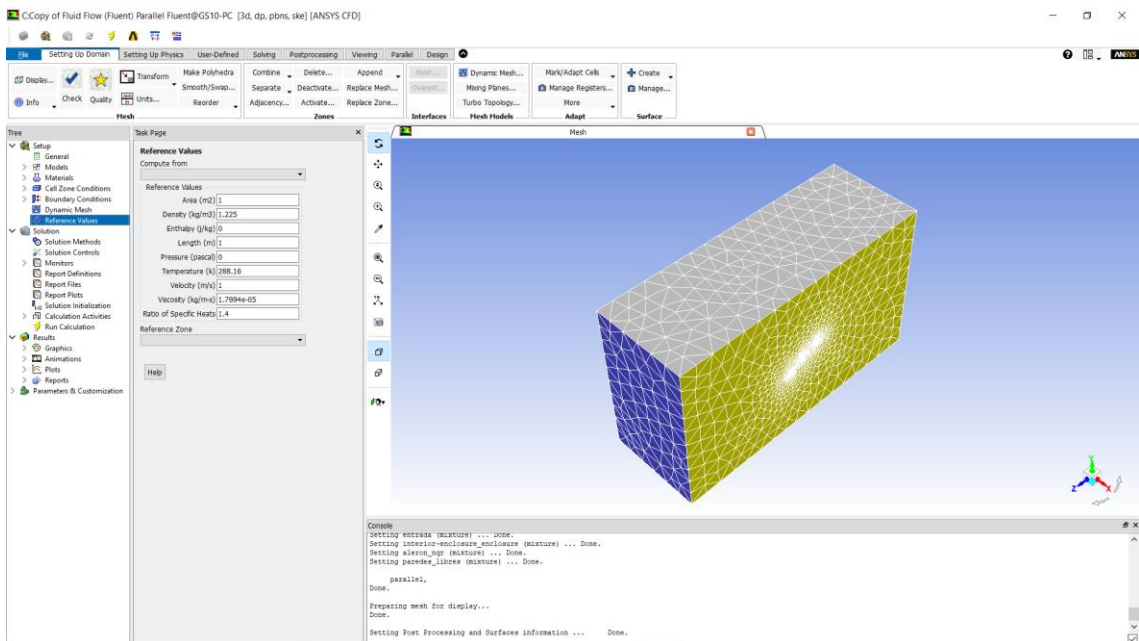 C:Copy of Fluid Flow (Fluent) Parallel Fluent@GS10-PC [3d, dp, pbns, ske] [ANSYS CFD]
File Setting Up Domain Setting Up Physics User-Defined Solving Postprocessing Viewing Parallel Design
ANSYS
Display... Transform Make Polyhedra Combine Delete... Append Mesh... Dynamic Mesh... Mark/Adapt Cells Create
Smooth/Swap... Separate Deactivate... Replace Mesh... Overset... Mixing Planes... Manage Registers... Manage...
Info Check Quality Units... Reorder Adjacency... Activate... Replace Zone... Turbo Topology... More
Mesh Zones Interfaces Mesh Models Adapt Surface
Tree
Setup
General
Models
Materials
Cell Zone Conditions
Boundary Conditions
Dynamic Mesh
Reference Values
Solution
Solution Methods
Solution Controls
Monitors
Report Definitions
Report Files
Report Plots
Solution Initialization
Calculation Activities
Run Calculation
Results
Graphics
Animations
Plots
Reports
Parameters & Customization
Task Page
Reference Values
Compute from
Reference Values
Area (m2) 1
Density (kg/m3) 1.225
Enthalpy (j/kg) 0
Length (m) 1
Pressure (pascal) 0
Temperature (k) 288.16
Velocity (m/s) 1
Viscosity (kg/m-s) 1.7894e-05
Ratio of Specific Heats 1.4
Reference Zone
Help
Mesh
Y
Z
X
Console
Setting entrada (mixture) ... Done.
Setting interior-enclosure_enclosure (mixture) ... Done.
Setting aleron_nqr (mixture) ... Done.
Setting paredes_libres (mixture) ... Done.
parallel,
Done.
Preparing mesh for display...
Done.
Setting Post Processing and Surfaces information ... Done.